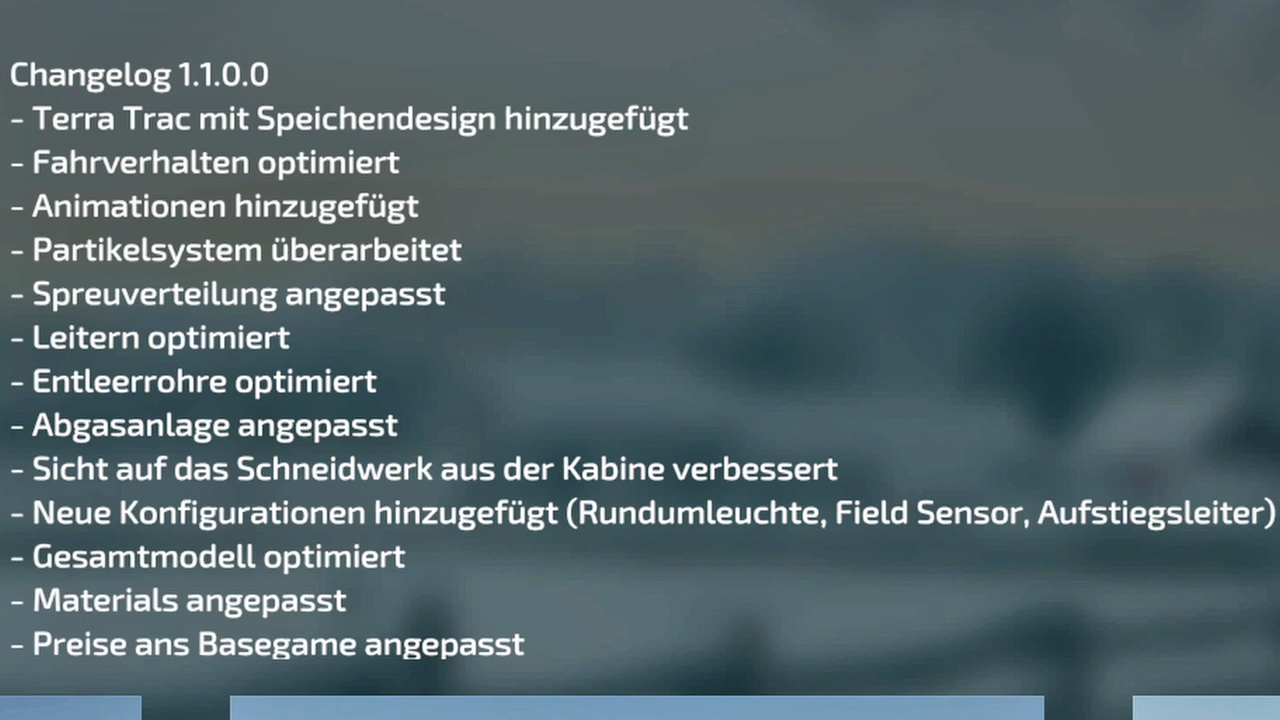 Changelog 1.1.0.0
- Terra Trac mit Speichendesign hinzugefügt
- Fahrverhalten optimiert
- Animationen hinzugefügt
- Partikelsystem überarbeitet
- Spreuverteilung angepasst
- Leitern optimiert
- Entleerrohre optimiert
- Abgasanlage angepasst
- Sicht auf das Schneidwerk aus der Kabine verbessert
- Neue Konfigurationen hinzugefügt (Rundumleuchte, Field Sensor, Aufstiegsleiter)
- Gesamtmodell optimiert
- Materials angepasst
- Preise ans Basegame angepasst